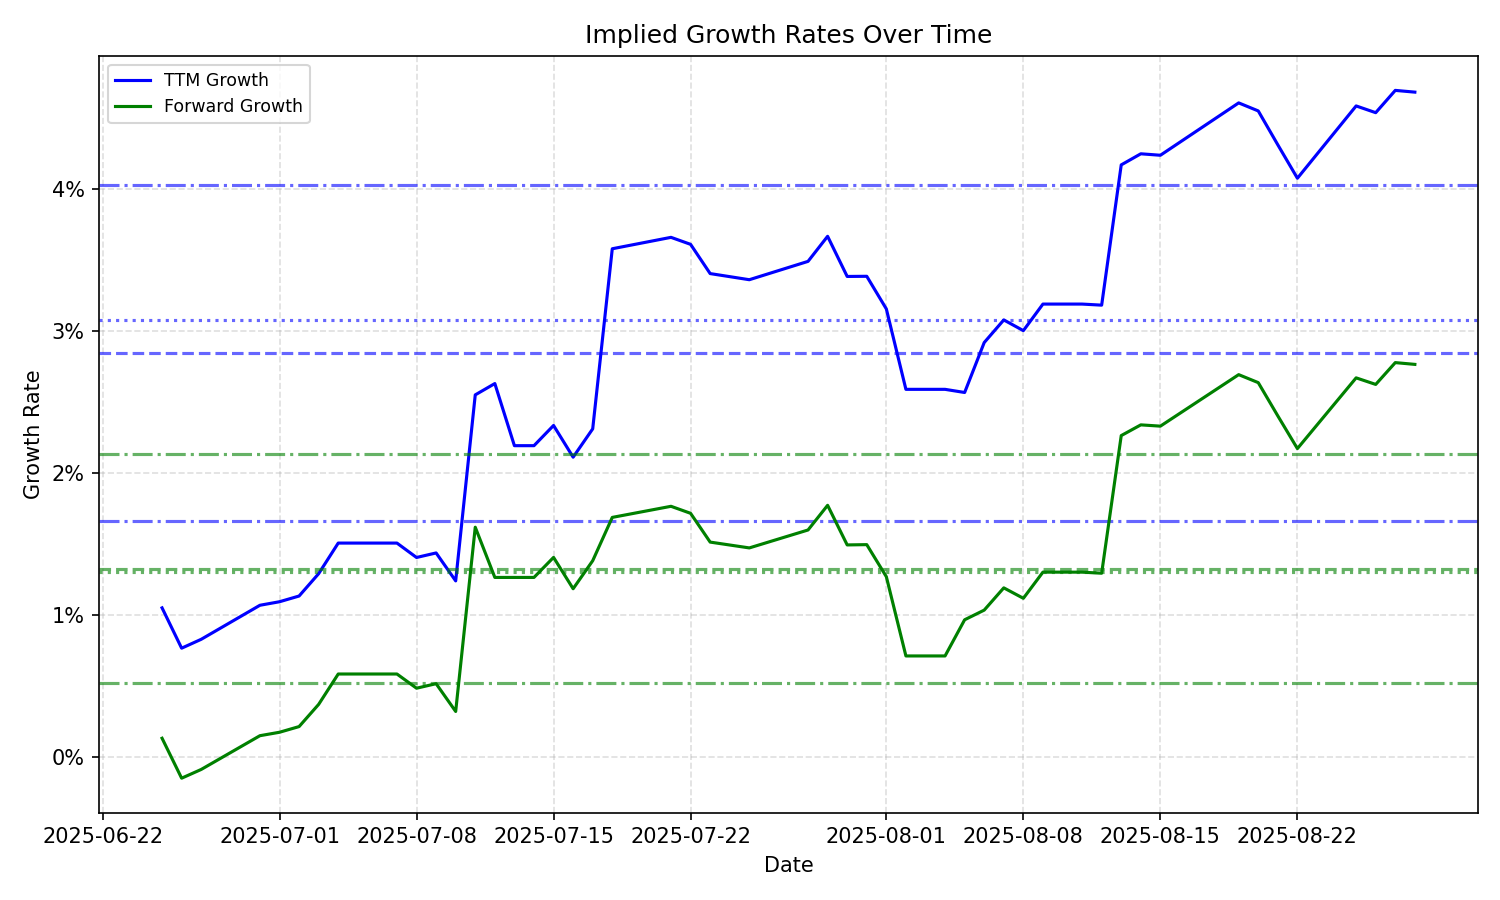 Implied Growth Rates Over Time
TTM Growth
Forward Growth
4%
3%
2%
1%
0%
Growth Rate
2025-06-22
2025-07-01
2025-07-08
2025-07-15
2025-07-22
2025-08-01
2025-08-08
2025-08-15
2025-08-22
Date